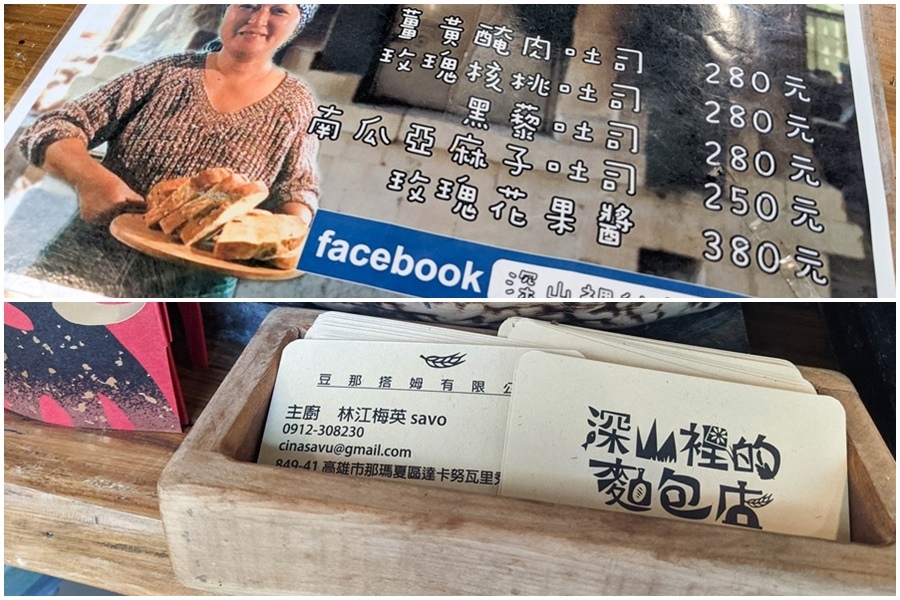 薑黃醃肉吐司 280元
玫瑰核桃吐司 280元
黑藜吐司 280元
南瓜亞麻子吐司 250元
玫瑰花果醬 380元
facebook 深山裡
豆那搭姆有限公
主廚 林江梅英 savo
0912-308230
cinasavu@gmail.com
849-41 高雄市那瑪夏區達卡努瓦里
深山裡的
麵包店